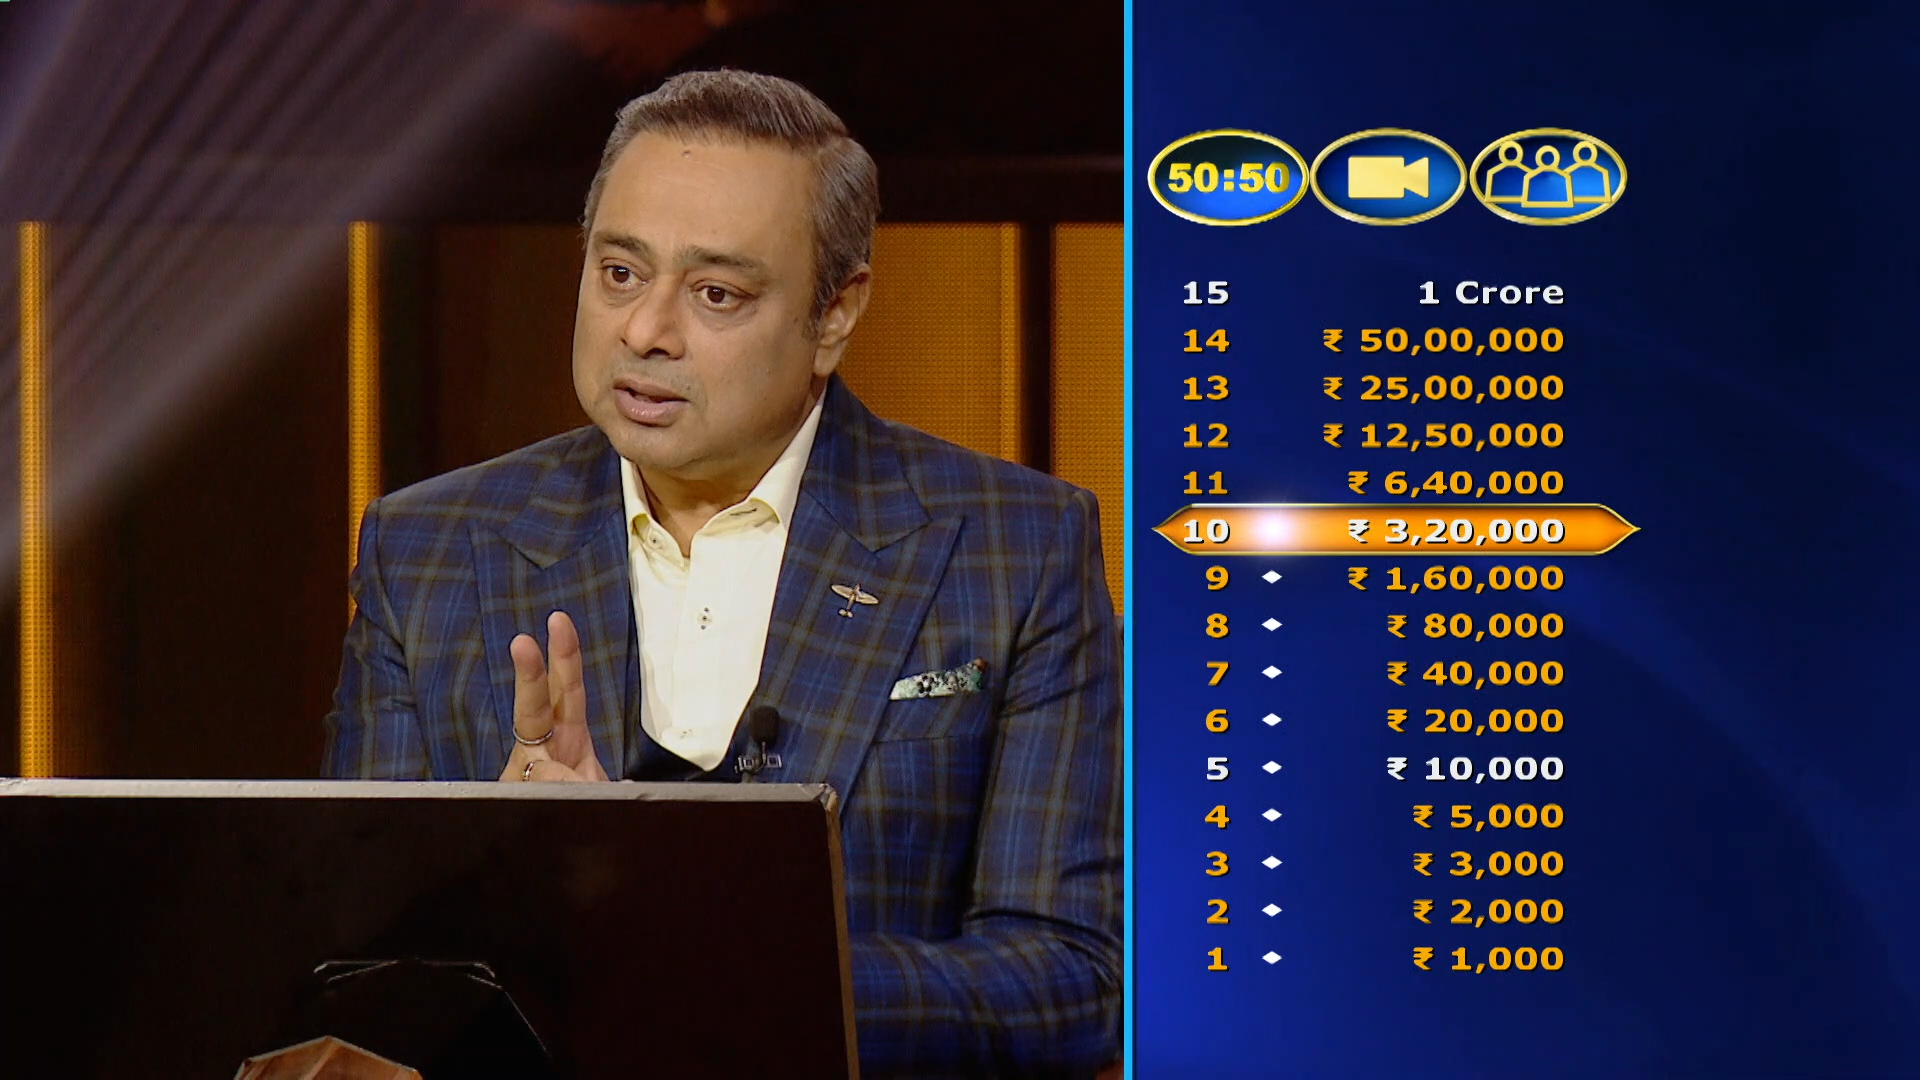 50:50
15 1 Crore
14 ₹ 50,00,000
13 ₹ 25,00,000
12 ₹ 12,50,000
11 ₹ 6,40,000
10 ₹ 3,20,000
9 ₹ 1,60,000
8 ₹ 80,000
7 ₹ 40,000
6 ₹ 20,000
5 ₹ 10,000
4 ₹ 5,000
3 ₹ 3,000
2 ₹ 2,000
1 ₹ 1,000